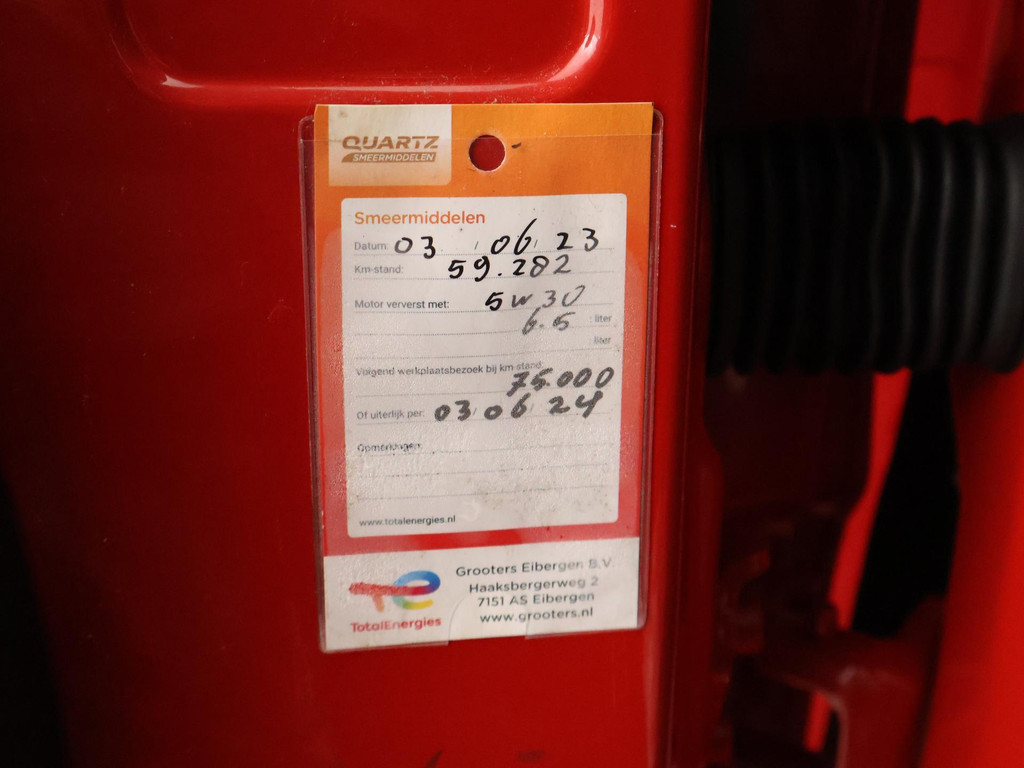 QUARTZ
SMEERMIDDELEN
Smeermiddelen
Datum: 03 / 06 / 23
Km-stand: 59.282
Motor ververst met: 5W30
6.5 liter
liter
Volgend werkplaatsbezoek bij km-stand:
75.000
Of uiterlijk per: 03 / 06 / 24
Opmerkingen:
www.totalenergies.nl
Grooters Eibergen B.V.
Haaksbergerweg 2
7151 AS Eibergen
www.grooters.nl
TotalEnergies